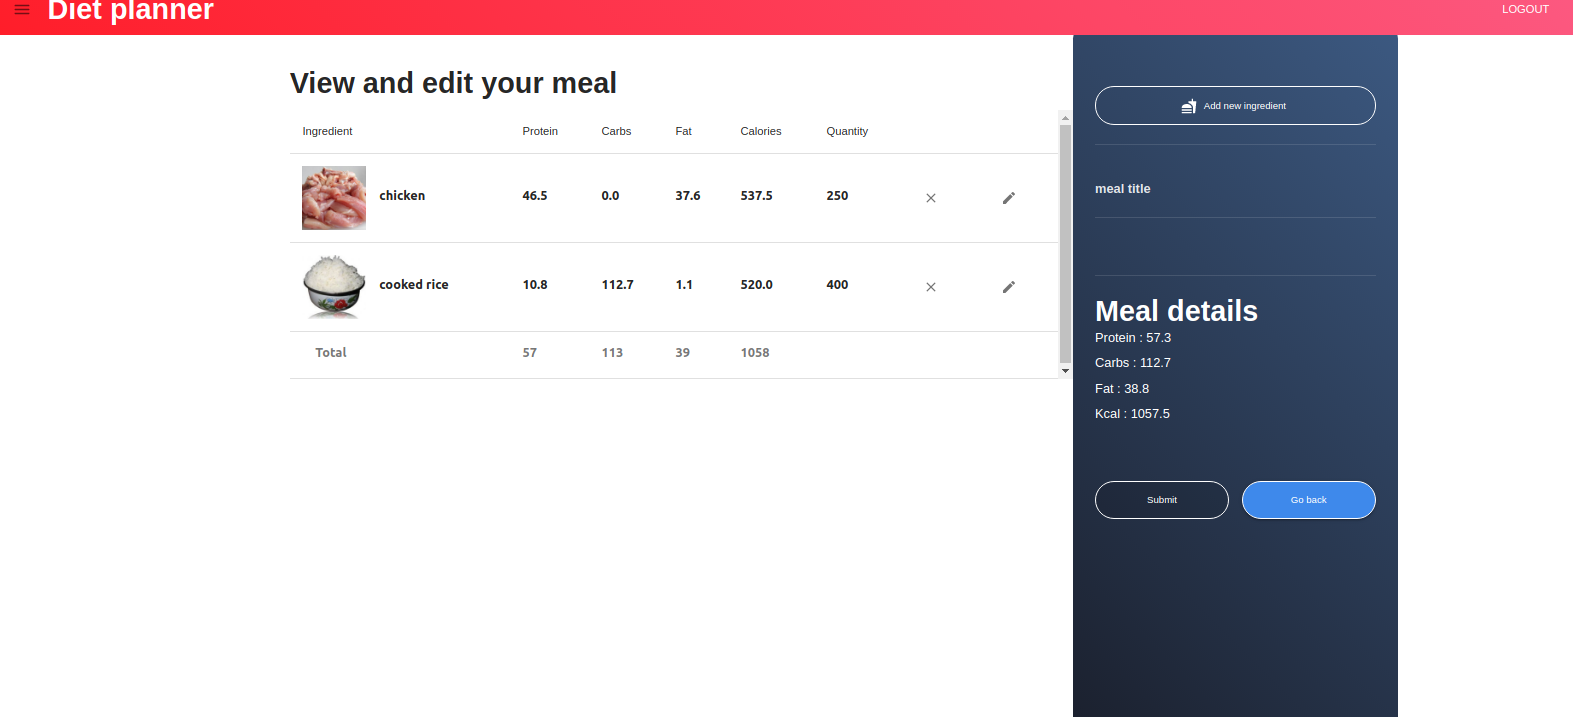 Diet planner
LOGOUT
View and edit your meal
Ingredient Protein Carbs Fat Calories Quantity
chicken 46.5 0.0 37.6 537.5 250
cooked rice 10.8 112.7 1.1 520.0 400
Total 57 113 39 1058
Add new ingredient
meal title
Meal details
Protein : 57.3
Carbs : 112.7
Fat : 38.8
Kcal : 1057.5
Submit Go back